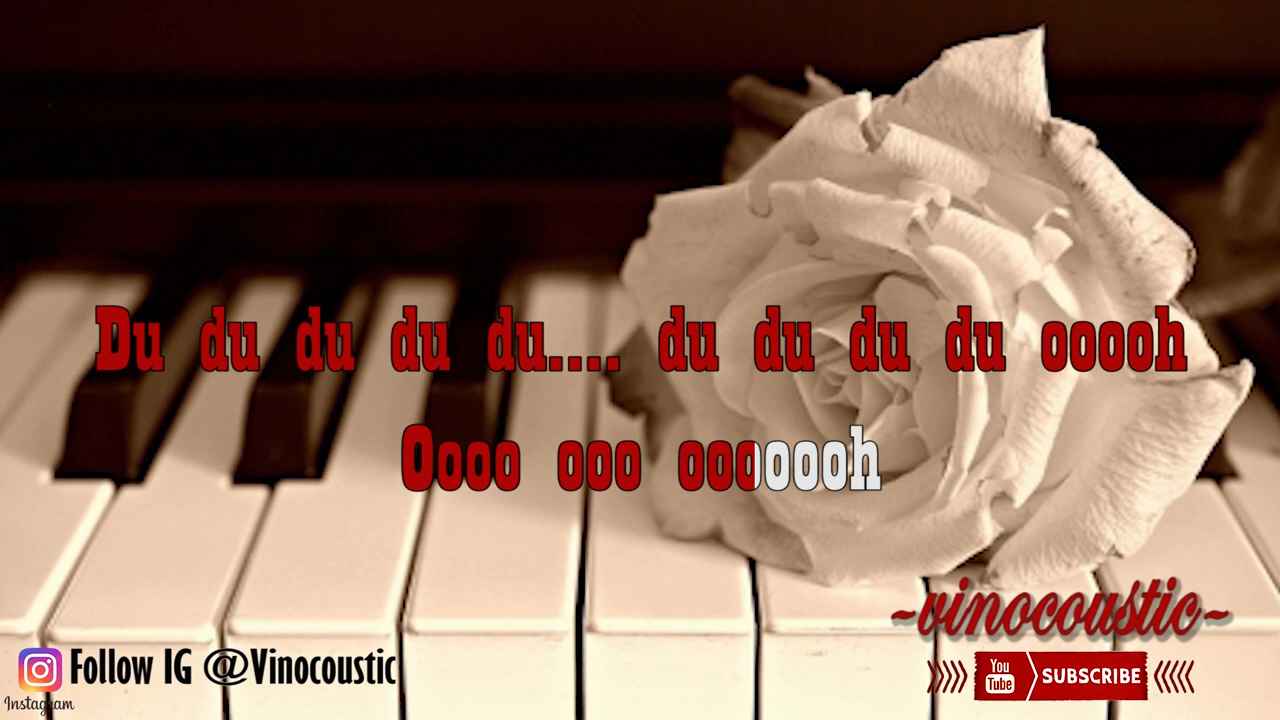 Du du du du du.... du du du du ooooh
Oooo ooo ooooooh
~vinocoustic~
Follow IG @Vinocoustic
Instagram
You Tube SUBSCRIBE